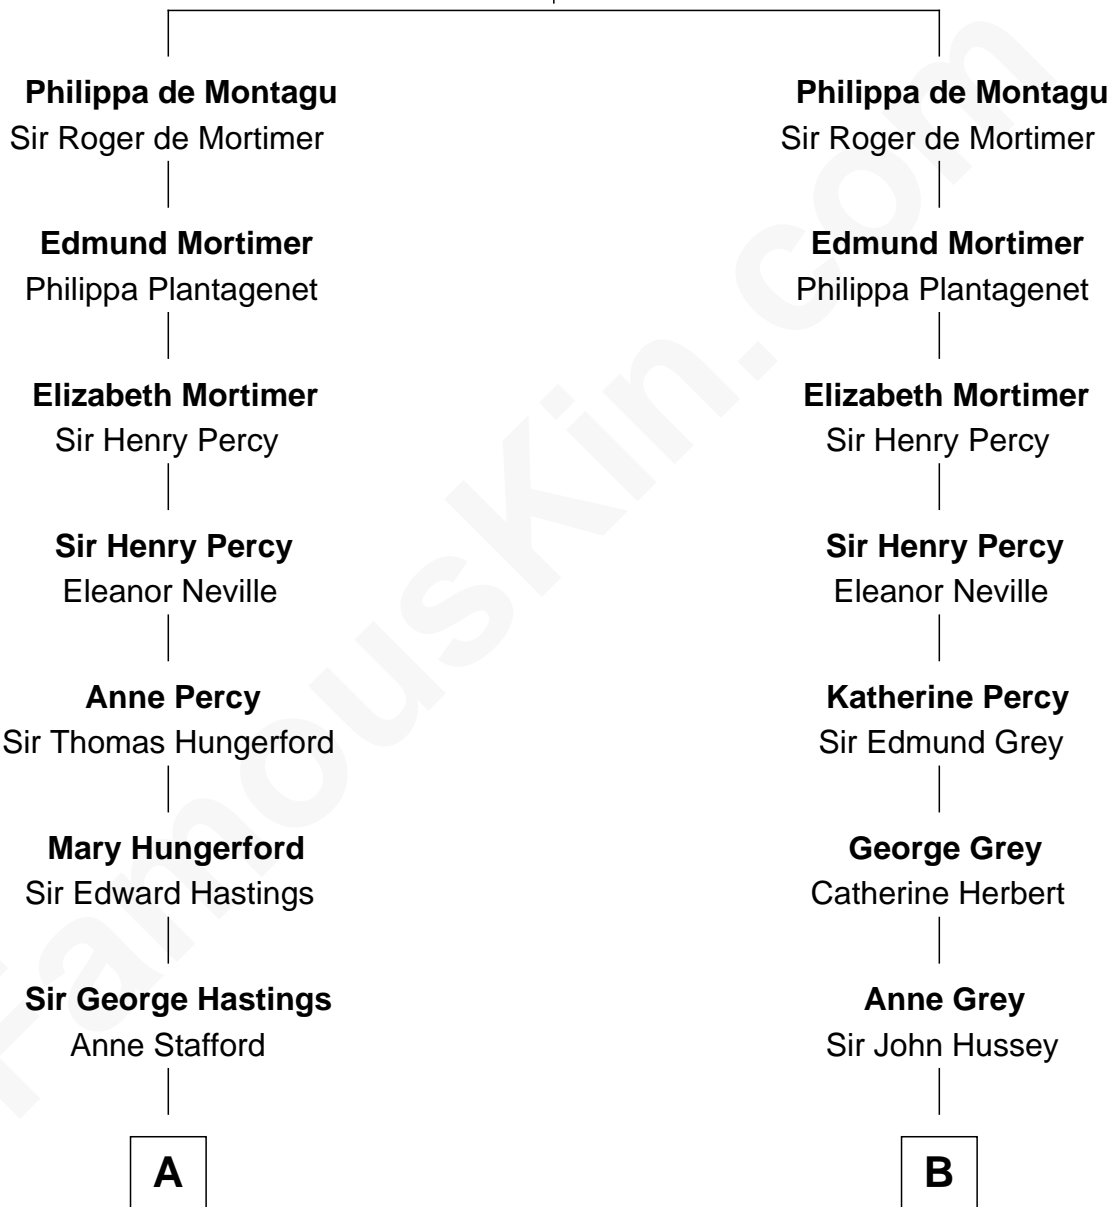 Philippa de Montagu
Sir Roger de Mortimer
Edmund Mortimer
Philippa Plantagenet
Elizabeth Mortimer
Sir Henry Percy
Sir Henry Percy
Eleanor Neville
Anne Percy
Sir Thomas Hungerford
Mary Hungerford
Sir Edward Hastings
Sir George Hastings
Anne Stafford
A
Philippa de Montagu
Sir Roger de Mortimer
Edmund Mortimer
Philippa Plantagenet
Elizabeth Mortimer
Sir Henry Percy
Sir Henry Percy
Eleanor Neville
Katherine Percy
Sir Edmund Grey
George Grey
Catherine Herbert
Anne Grey
Sir John Hussey
B
FamousKin.com